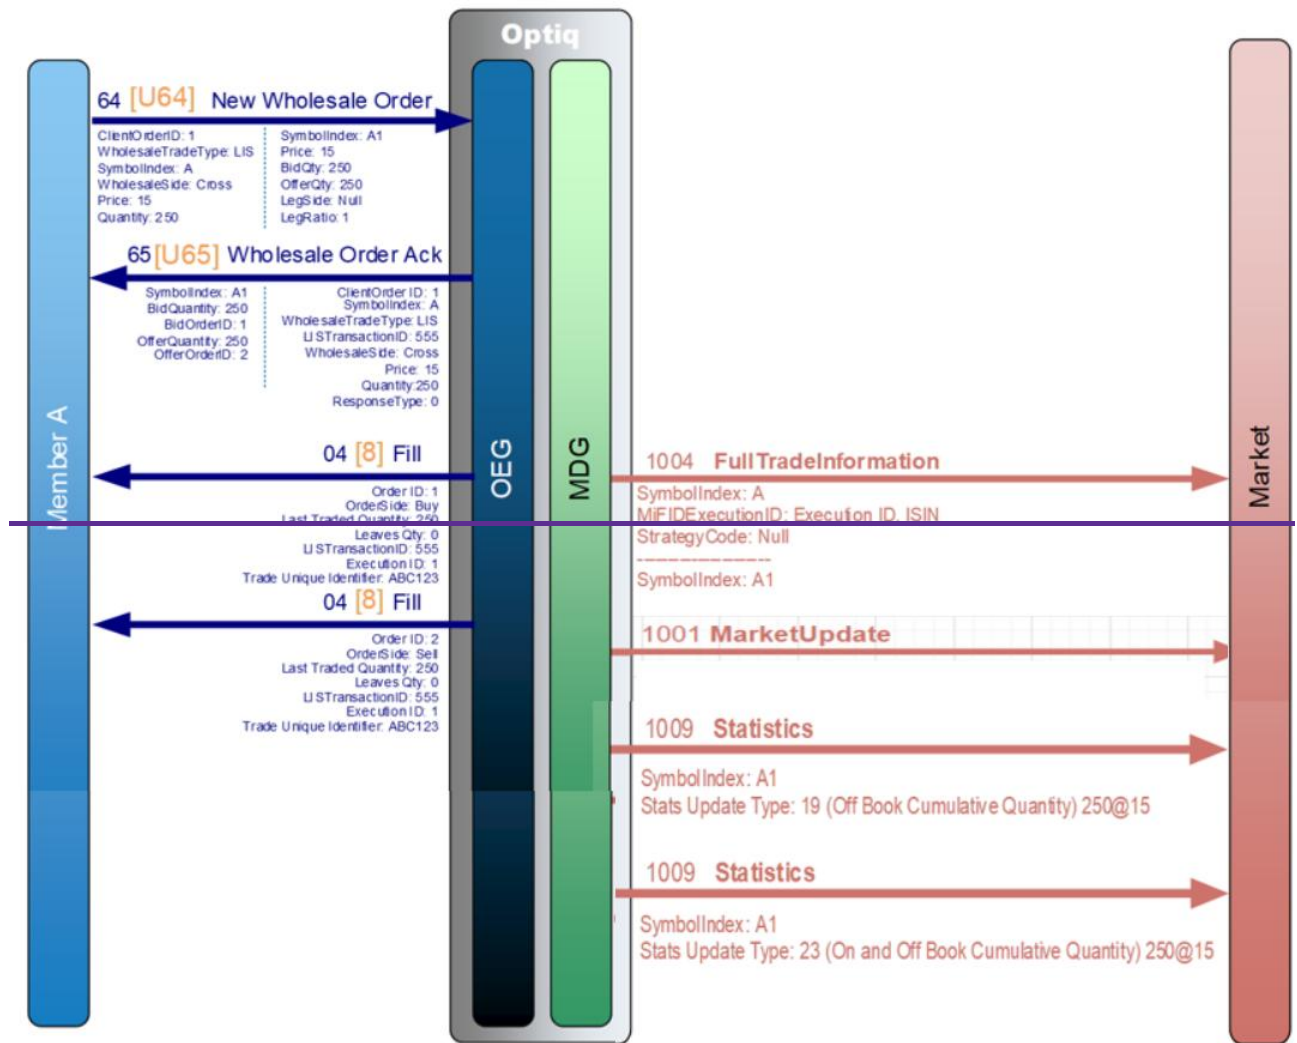 Optiq
64 [U64] New Wholesale Order
ClientOrderID: 1
WholesaleTradeType: LIS
SymbolIndex: A
WholesaleSide: Cross
Price: 15
Quantity: 250
SymbolIndex: A1
Price: 15
BidQty: 250
OfferQty: 250
LegSide: Null
LegRatio: 1
65 [U65] Wholesale Order Ack
SymbolIndex: A1
BidQuantity: 250
BidOrderID: 1
OfferQuantity: 250
OfferOrderID: 2
ClientOrder ID: 1
SymbolIndex: A
WholesaleTradeType: LIS
LISTransactionID: 555
WholesaleSide: Cross
Price: 15
Quantity:250
ResponseType: 0
Member A
OEG
MDG
Market
04 [8] Fill
Order ID: 1
OrderSide: Buy
Last Traded Quantity: 250
Leaves Qty: 0
LISTransactionID: 555
Execution ID: 1
Trade Unique Identifier: ABC123
04 [8] Fill
Order ID: 2
OrderSide: Sell
Last Traded Quantity: 250
Leaves Qty: 0
LISTransactionID: 555
Execution ID: 1
Trade Unique Identifier: ABC123
1004 FullTradeInformation
SymbolIndex: A
MiFIDExecutionID: Execution ID, ISIN
StrategyCode: Null
----------------------
SymbolIndex: A1
1001 MarketUpdate
1009 Statistics
SymbolIndex: A1
Stats Update Type: 19 (Off Book Cumulative Quantity) 250@15
1009 Statistics
SymbolIndex: A1
Stats Update Type: 23 (On and Off Book Cumulative Quantity) 250@15